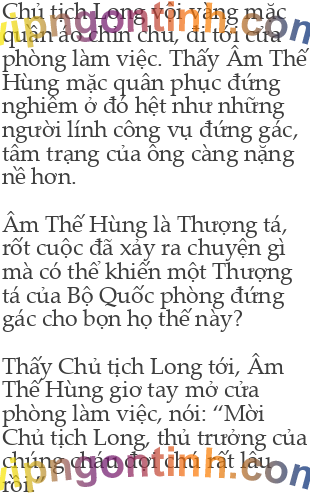 Chủ tịch Long vội vàng mặc
quần áo chỉn chu, đi tới cửa
phòng làm việc. Thấy Âm Thế
Hùng mặc quân phục đứng
nghiêm ở đó hệt như những
người lính công vụ đứng gác,
tâm trạng của ông càng nặng
nề hơn.
Âm Thế Hùng là Thượng tá,
rốt cuộc đã xảy ra chuyện gì
mà có thể khiến một Thượng
tá của Bộ Quốc phòng đứng
gác cho bọn họ thế này?
Thấy Chủ tịch Long tới, Âm
Thế Hùng giơ tay mở cửa
phòng làm việc, nói: “Mời
Chủ tịch Long, thủ trưởng của
chúng cháu đợi chú rất lâu
rồi
vipngontinh.com
vipngontinh.com